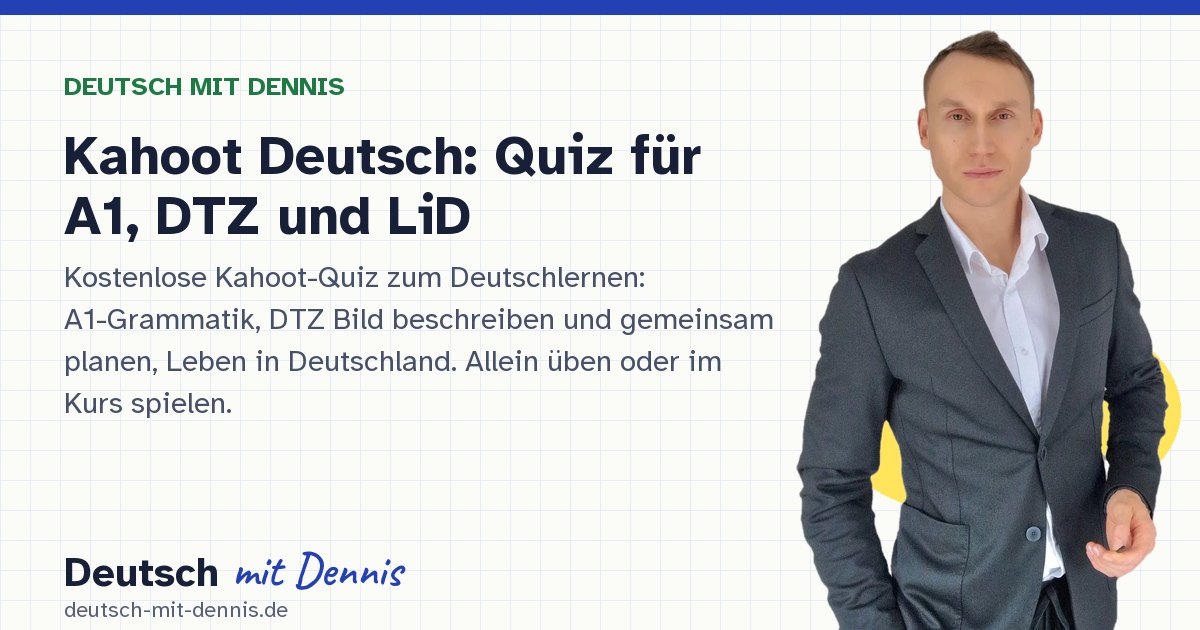 DEUTSCH MIT DENNIS
Kahoot Deutsch: Quiz für
A1, DTZ und LiD
Kostenlose Kahoot-Quiz zum Deutschlernen:
A1-Grammatik, DTZ Bild beschreiben und gemeinsam
planen, Leben in Deutschland. Allein üben oder im
Kurs spielen.
Deutsch mit Dennis
deutsch-mit-dennis.de